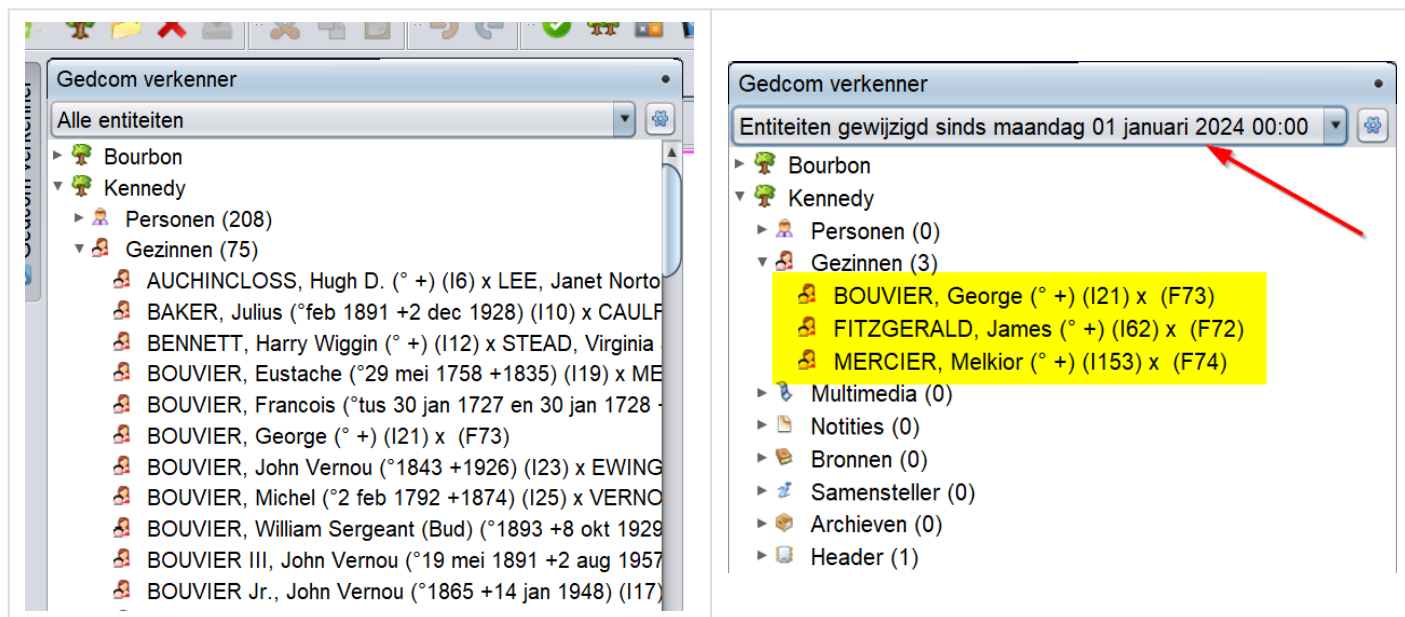 Gedcom verkenner
Alle entiteiten
Bourbon
Kennedy
Personen (208)
Gezinnen (75)
AUCHINCLOSS, Hugh D. (° +) (I6) x LEE, Janet Norto
BAKER, Julius (°feb 1891 +2 dec 1928) (I10) x CAULF
BENNETT, Harry Wiggin (° +) (I12) x STEAD, Virginia
BOUVIER, Eustache (°29 mei 1758 +1835) (I19) x ME
BOUVIER, Francois (°tus 30 jan 1727 en 30 jan 1728 -
BOUVIER, George (° +) (I21) x (F73)
BOUVIER, John Vernou (°1843 +1926) (I23) x EWING
BOUVIER, Michel (°2 feb 1792 +1874) (I25) x VERNO
BOUVIER, William Sergeant (Bud) (°1893 +8 okt 1929
BOUVIER III, John Vernou (°19 mei 1891 +2 aug 1957
BOUVIER Jr., John Vernou (°1865 +14 jan 1948) (I17)
Gedcom verkenner
Entiteiten gewijzigd sinds maandag 01 januari 2024 00:00
Bourbon
Kennedy
Personen (0)
Gezinnen (3)
BOUVIER, George (° +) (I21) x (F73)
FITZGERALD, James (° +) (I62) x (F72)
MERCIER, Melkior (° +) (I153) x (F74)
Multimedia (0)
Notities (0)
Bronnen (0)
Samensteller (0)
Archieven (0)
Header (1)